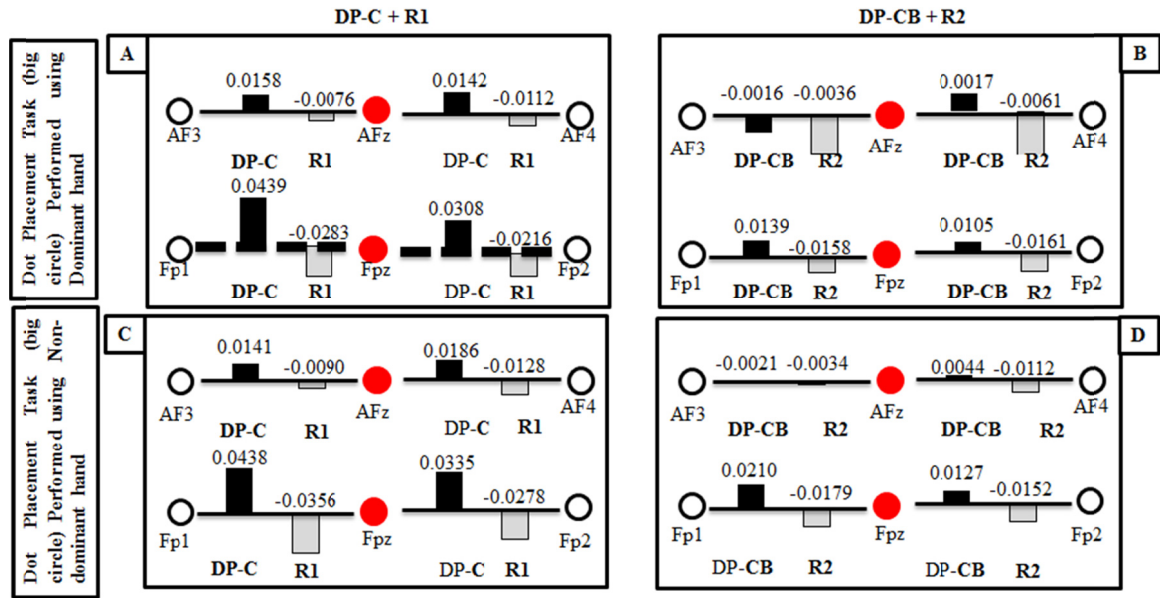 DP-C + R1
DP-CB + R2
Dot Placement Task (big
circle) Performed using
Dominant hand
A
0.0158
-0.0076
0.0142
-0.0112
AF3
AFz
AF4
DP-C
R1
DP-C
R1
0.0439
-0.0283
0.0308
-0.0216
Fp1
Fpz
Fp2
DP-C
R1
DP-C
R1
B
-0.0016
-0.0036
0.0017
-0.0061
AF3
AFz
AF4
DP-CB
R2
DP-CB
R2
0.0139
-0.0158
0.0105
-0.0161
Fp1
Fpz
Fp2
DP-CB
R2
DP-CB
R2
Dot Placement Task (big
circle) Performed using Non-
dominant hand
C
0.0141
-0.0090
0.0186
-0.0128
AF3
AFz
AF4
DP-C
R1
DP-C
R1
0.0438
-0.0356
0.0335
-0.0278
Fp1
Fpz
Fp2
DP-C
R1
DP-C
R1
D
-0.0021
-0.0034
0.0044
-0.0112
AF3
AFz
AF4
DP-CB
R2
DP-CB
R2
0.0210
-0.0179
0.0127
-0.0152
Fp1
Fpz
Fp2
DP-CB
R2
DP-CB
R2